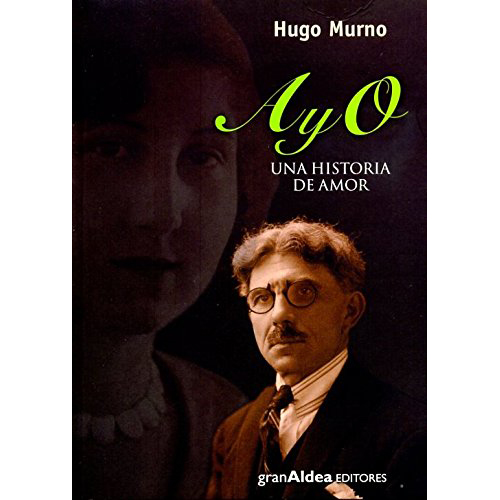 Hugo Murno
A y O
UNA HISTORIA
DE AMOR
granAldea EDITORES